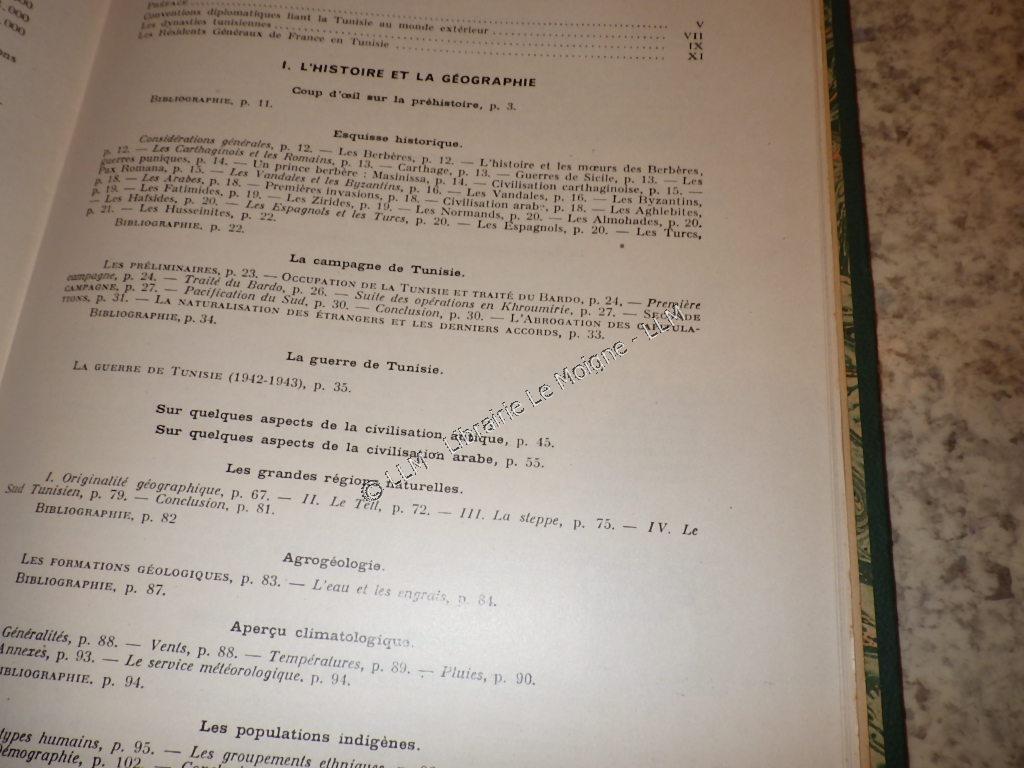 .000
.000
ons
PRÉFACE V
Conventions diplomatiques liant la Tunisie au monde extérieur VII
Les dynasties tunisiennes IX
Les Résidents Généraux de France en Tunisie XI
I. L'HISTOIRE ET LA GÉOGRAPHIE
Coup d'œil sur la préhistoire, p. 3.
BIBLIOGRAPHIE, p. 11.
Esquisse historique.
Considérations générales, p. 12. — Les Berbères, p. 12. — L'histoire et les mœurs des Berbères,
p. 12. — Les Carthaginois et les Romains, p. 13. — Carthage, p. 13. — Guerres de Sicile, p. 13. — Les
guerres puniques, p. 14. — Un prince berbère : Masinissa, p. 14. — Civilisation carthaginoise, p. 15. —
Pax Romana, p. 15. — Les Vandales et les Byzantins, p. 16. — Les Vandales, p. 16. — Les Byzantins,
p. 18. — Les Arabes, p. 18. — Premières invasions, p. 18. — Civilisation arabe, p. 18. — Les Aghlebites,
p. 19. — Les Fatimides, p. 19. — Les Zirides, p. 19. — Les Normands, p. 20. — Les Almohades, p. 20.
— Les Hafsides, p. 20. — Les Espagnols et les Turcs, p. 20. — Les Espagnols, p. 20. — Les Turcs,
p. 21. — Les Husseinites, p. 22.
BIBLIOGRAPHIE, p. 22.
La campagne de Tunisie.
LES PRÉLIMINAIRES, p. 23. — OCCUPATION DE LA TUNISIE ET TRAITÉ DU BARDO, p. 24, — Première
campagne, p. 24. — Traité du Bardo, p. 26. — Suite des opérations en Khroumirie, p. 27. — SECONDE
CAMPAGNE, p. 27. — Pacification du Sud, p. 30. — Conclusion, p. 30. — L'ABROGATION DES CAPITULA-
TIONS, p. 31. — LA NATURALISATION DES ÉTRANGERS ET LES DERNIERS ACCORDS, p. 33.
BIBLIOGRAPHIE, p. 34.
La guerre de Tunisie.
LA GUERRE DE TUNISIE (1942-1943), p. 35.
Sur quelques aspects de la civilisation antique, p. 45.
Sur quelques aspects de la civilisation arabe, p. 55.
Les grandes régions naturelles.
I. Originalité géographique, p. 67. — II. Le Tell, p. 72. — III. La steppe, p. 75. — IV. Le
Sud Tunisien, p. 79. — Conclusion, p. 81.
BIBLIOGRAPHIE, p. 82
Agrogéologie.
LES FORMATIONS GÉOLOGIQUES, p. 83. — L'eau et les engrais, p. 84.
BIBLIOGRAPHIE, p. 87.
Aperçu climatologique.
Généralités, p. 88. — Vents, p. 88. — Températures, p. 89. — Pluies, p. 90.
Annexes, p. 93. — Le service météorologique. p. 94.
IBLIOGRAPHIE. p. 94.
Les populations indigènes.
types humains, p. 95. — Les groupements ethniques,
Démographie, p. 102.
© LLM - Librairie Le Moigne - LLM